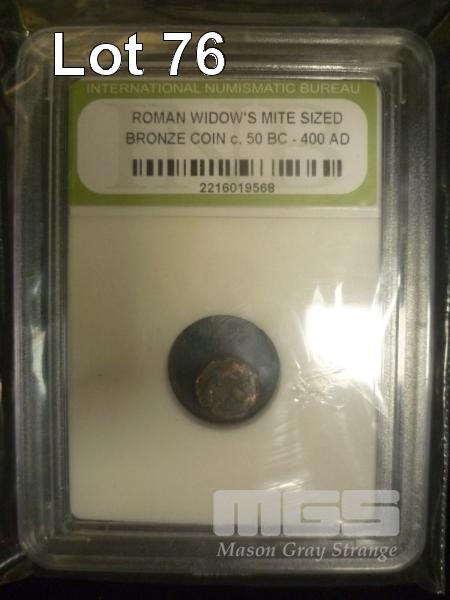 Lot 76
INTERNATIONAL NUMISMATIC BUREAU
ROMAN WIDOW'S MITE SIZED
BRONZE COIN c. 50 BC - 400 AD
2216019568
MGS
Mason Gray Strange